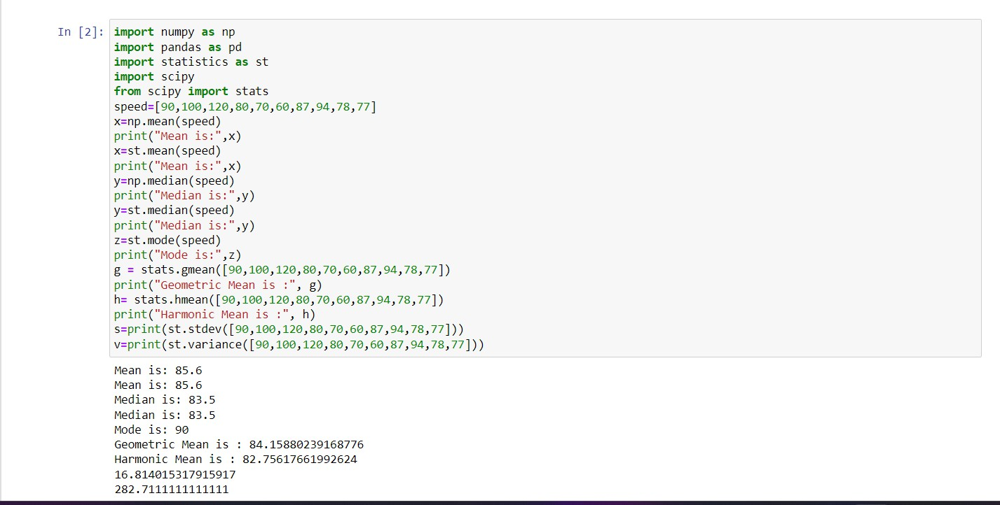 In [2]: import numpy as np
import pandas as pd
import statistics as st
import scipy
from scipy import stats
speed=[90,100,120,80,70,60,87,94,78,77]
x=np.mean(speed)
print("Mean is:",x)
x=st.mean(speed)
print("Mean is:",x)
y=np.median(speed)
print("Median is:",y)
y=st.median(speed)
print("Median is:",y)
z=st.mode(speed)
print("Mode is:",z)
g = stats.gmean([90,100,120,80,70,60,87,94,78,77])
print("Geometric Mean is :", g)
h= stats.hmean([90,100,120,80,70,60,87,94,78,77])
print("Harmonic Mean is :", h)
s=print(st.stdev([90,100,120,80,70,60,87,94,78,77]))
v=print(st.variance([90,100,120,80,70,60,87,94,78,77]))
Mean is: 85.6
Mean is: 85.6
Median is: 83.5
Median is: 83.5
Mode is: 90
Geometric Mean is : 84.15880239168776
Harmonic Mean is : 82.75617661992624
16.814015317915917
282.7111111111111